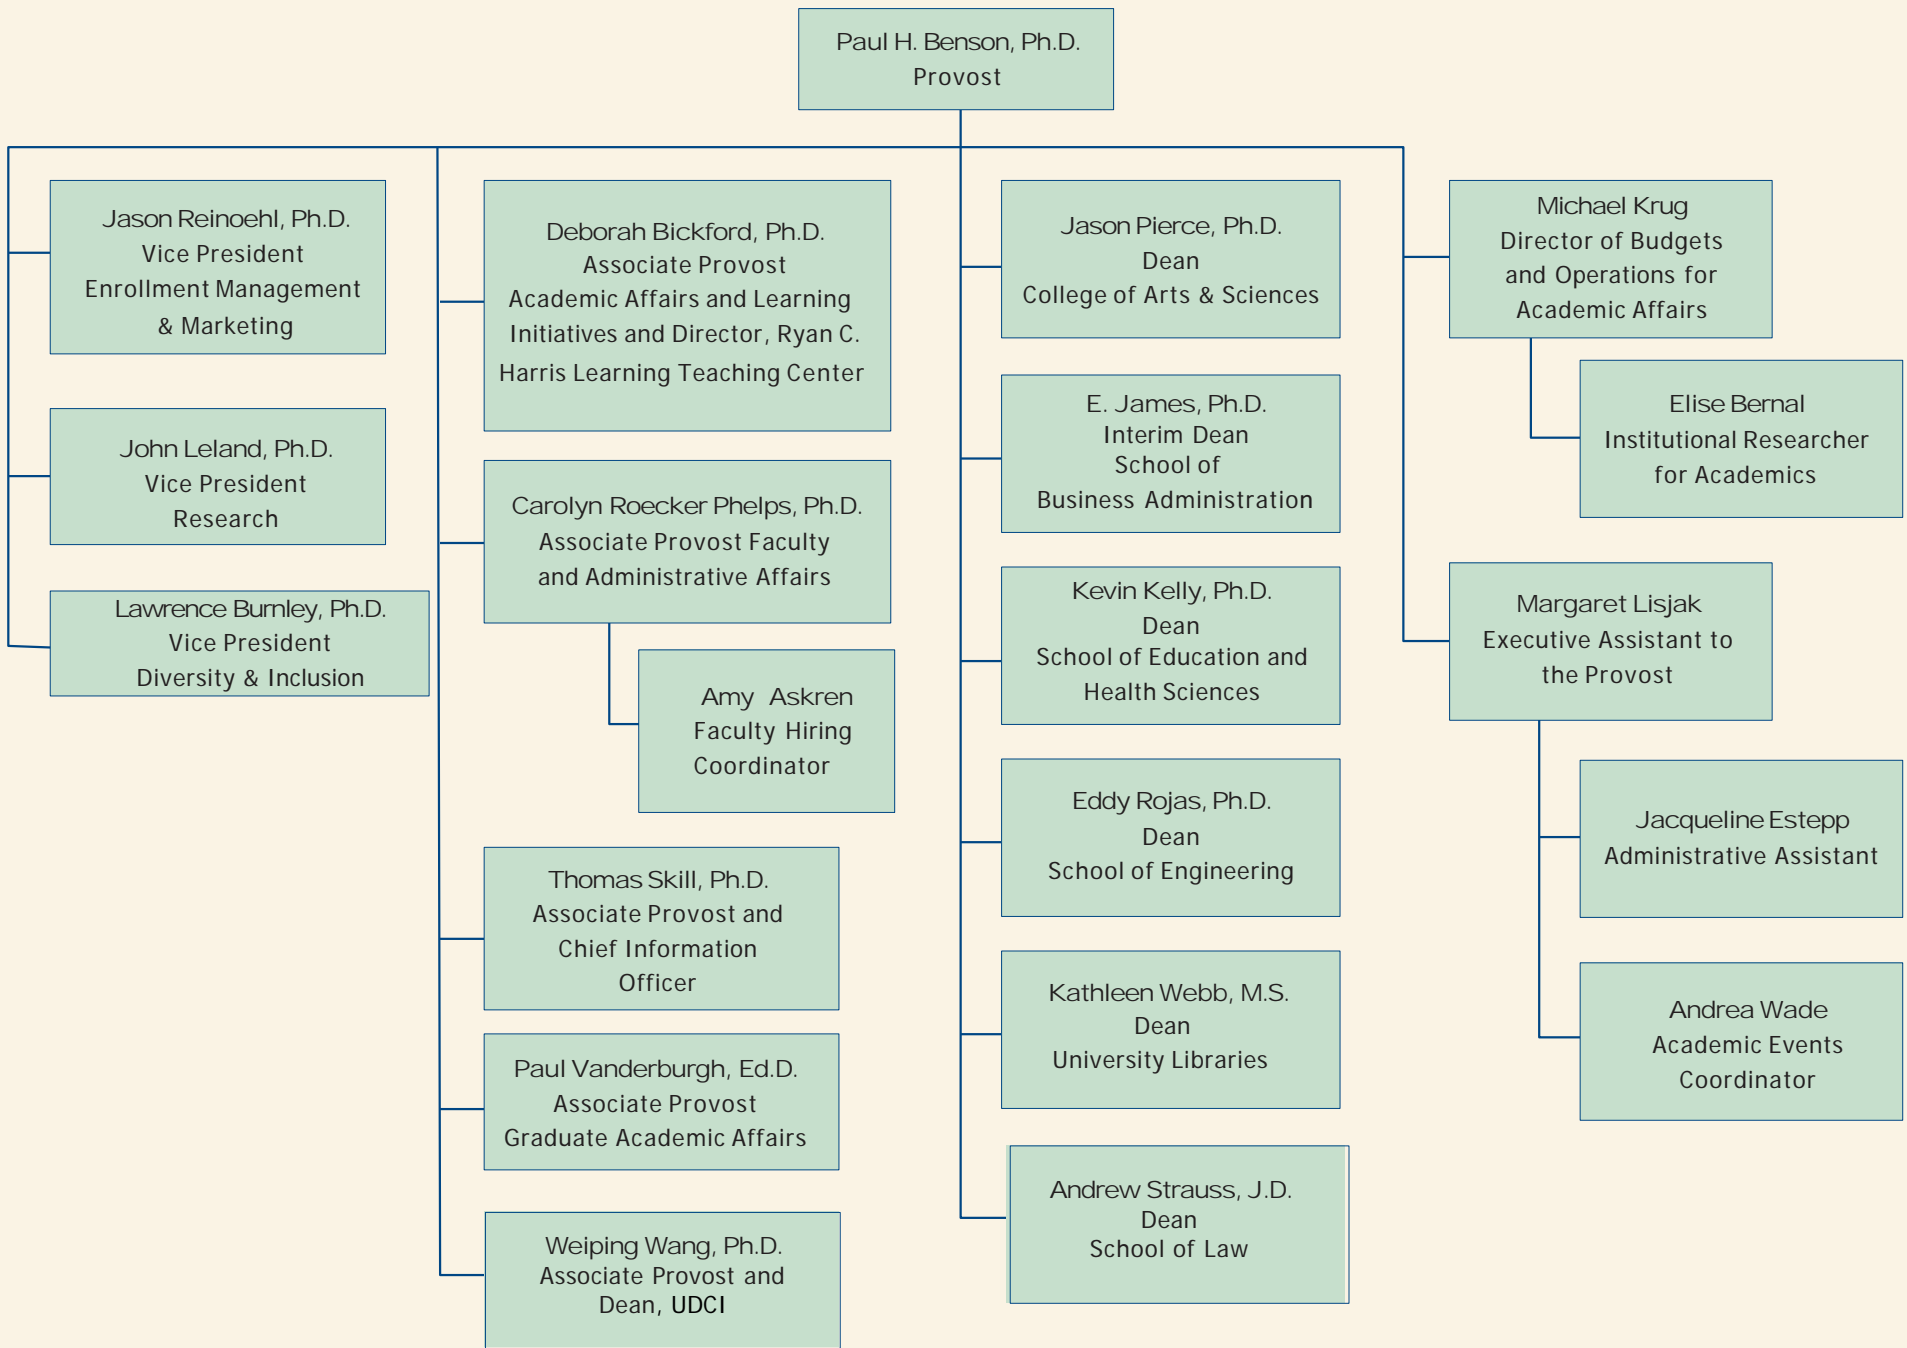 Paul H. Benson, Ph.D.
Provost
Jason Reinoehl, Ph.D.
Vice President
Enrollment Management
& Marketing
John Leland, Ph.D.
Vice President
Research
Lawrence Burnley, Ph.D.
Vice President
Diversity & Inclusion
Deborah Bickford, Ph.D.
Associate Provost
Academic Affairs and Learning
Initiatives and Director, Ryan C.
Harris Learning Teaching Center
Carolyn Roecker Phelps, Ph.D.
Associate Provost Faculty
and Administrative Affairs
Amy Askren
Faculty Hiring
Coordinator
Thomas Skill, Ph.D.
Associate Provost and
Chief Information
Officer
Paul Vanderburgh, Ed.D.
Associate Provost
Graduate Academic Affairs
Weiping Wang, Ph.D.
Associate Provost and
Dean, UDCI
Jason Pierce, Ph.D.
Dean
College of Arts & Sciences
E. James, Ph.D.
Interim Dean
School of
Business Administration
Kevin Kelly, Ph.D.
Dean
School of Education and
Health Sciences
Eddy Rojas, Ph.D.
Dean
School of Engineering
Kathleen Webb, M.S.
Dean
University Libraries
Andrew Strauss, J.D.
Dean
School of Law
Michael Krug
Director of Budgets
and Operations for
Academic Affairs
Elise Bernal
Institutional Researcher
for Academics
Margaret Lisjak
Executive Assistant to
the Provost
Jacqueline Estepp
Administrative Assistant
Andrea Wade
Academic Events
Coordinator